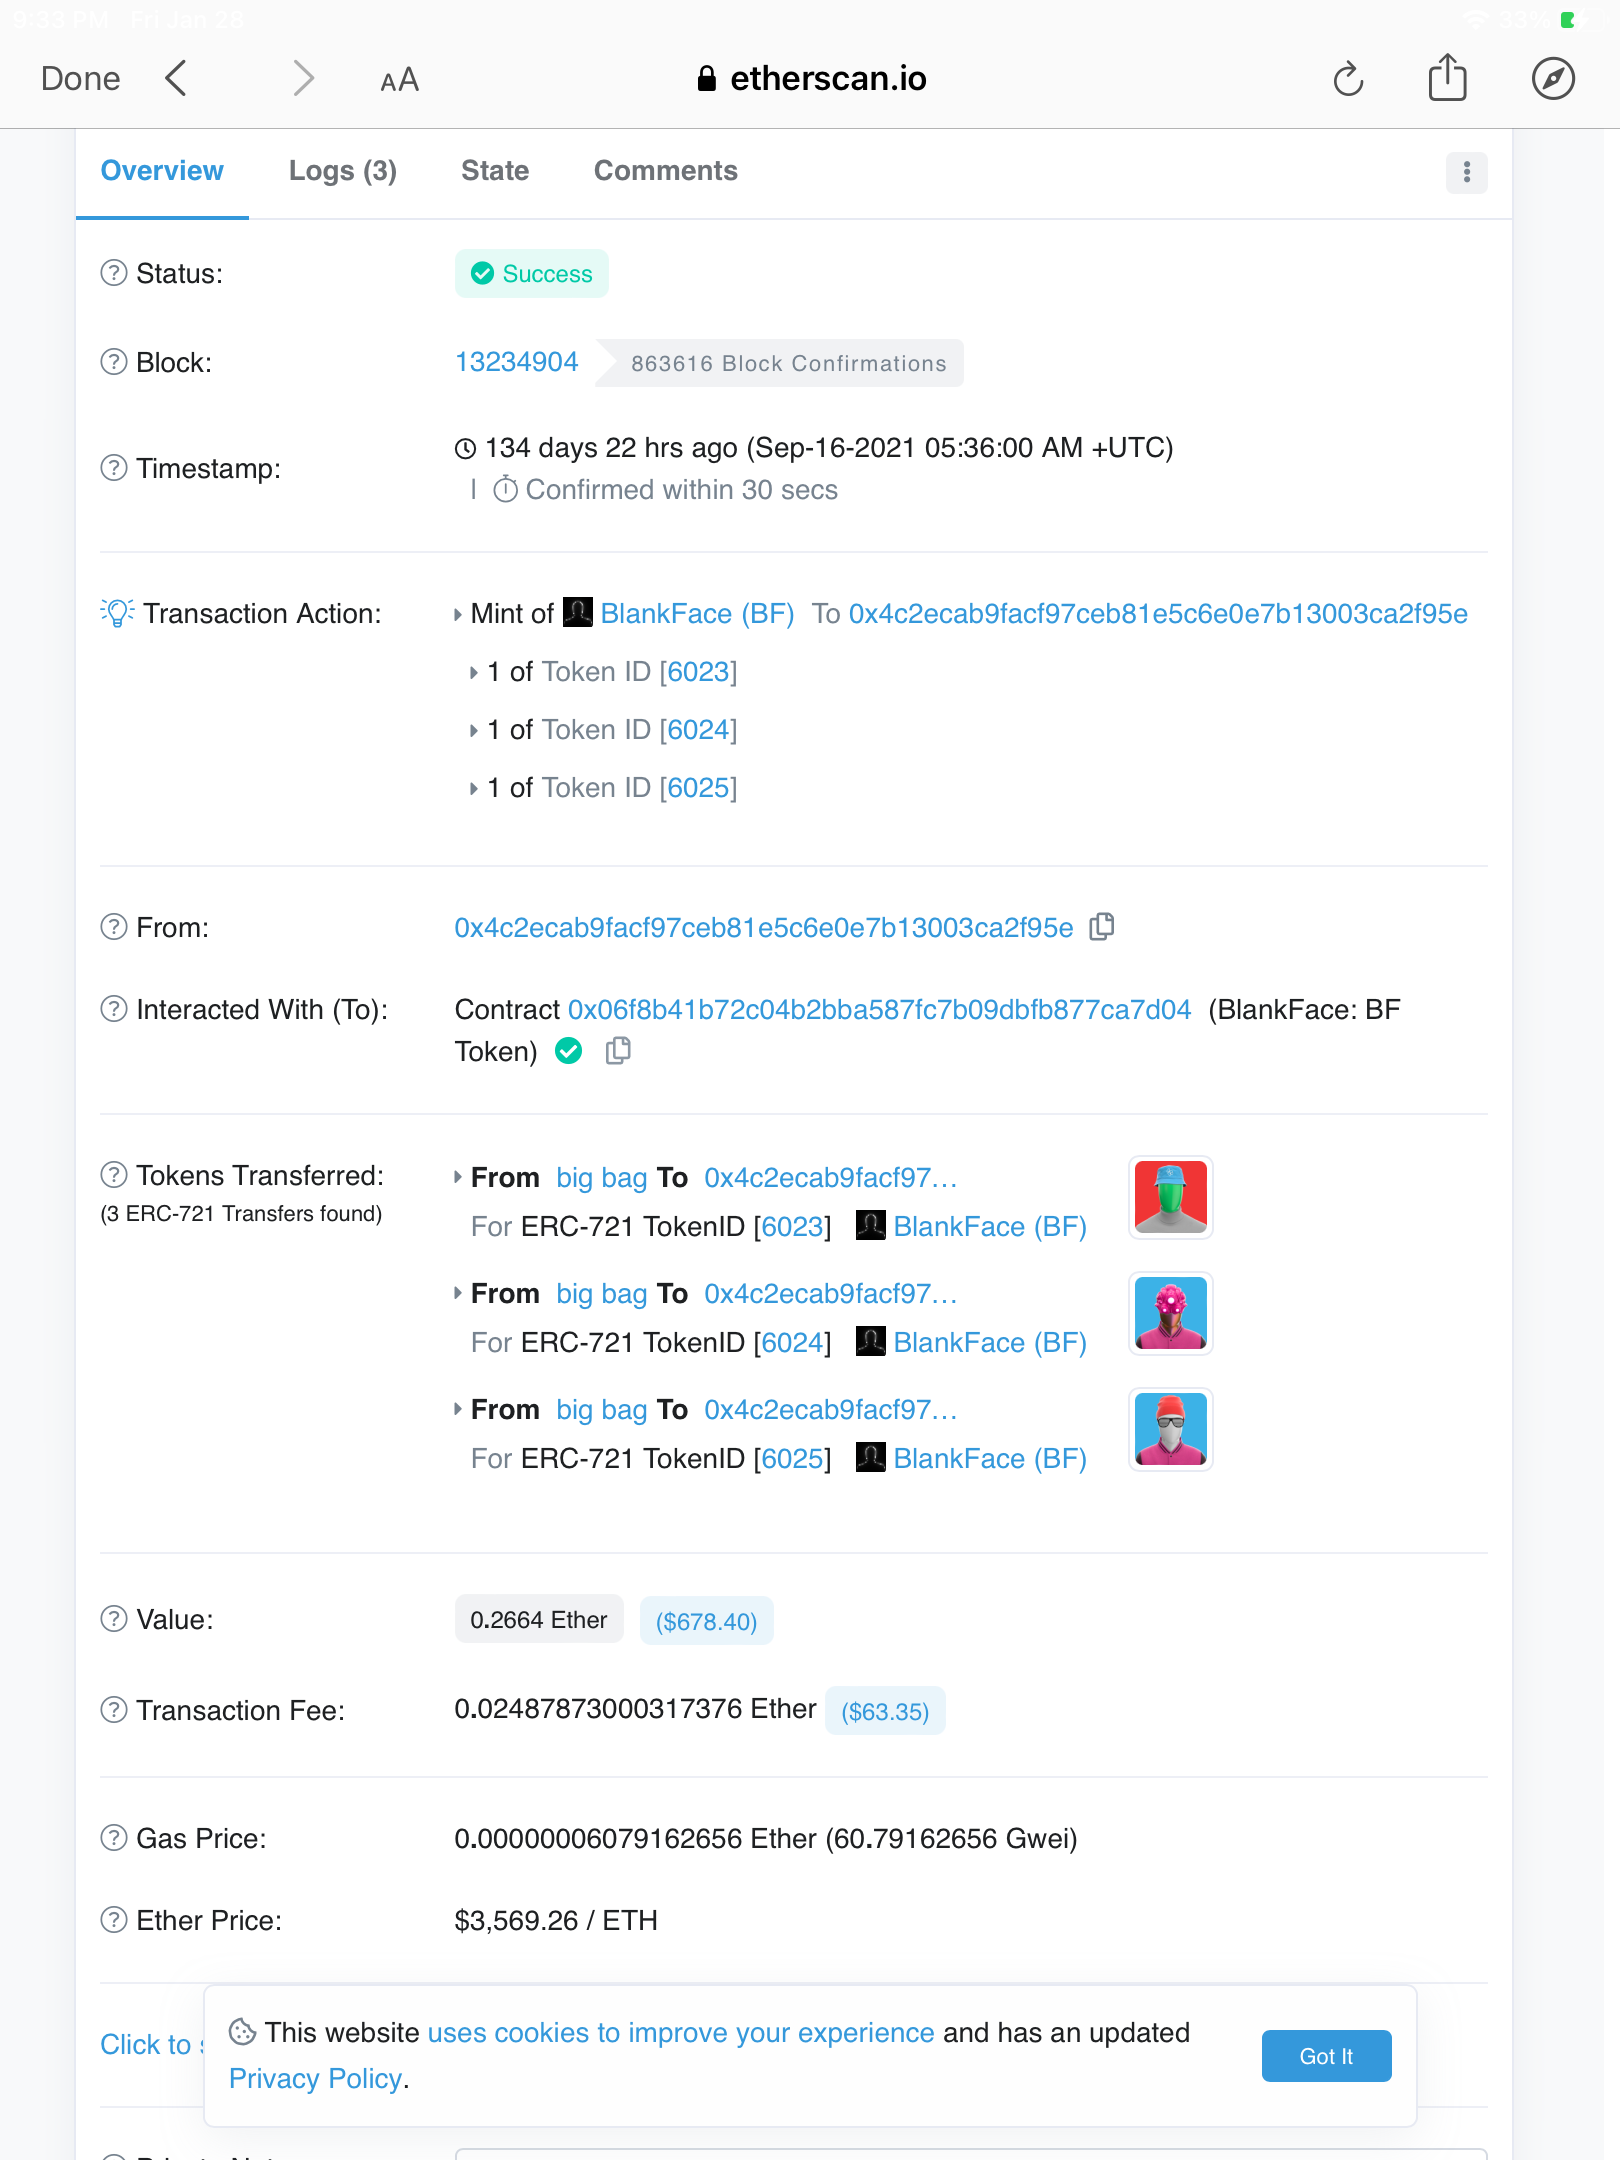 9:33 PM Fri Jan 28
33%
Done
AA
etherscan.io
Overview Logs (3) State Comments
Status: Success
Block: 13234904 863616 Block Confirmations
Timestamp: 134 days 22 hrs ago (Sep-16-2021 05:36:00 AM +UTC)
| Confirmed within 30 secs
Transaction Action: Mint of BlankFace (BF) To 0x4c2ecab9facf97ceb81e5c6e0e7b13003ca2f95e
1 of Token ID [6023]
1 of Token ID [6024]
1 of Token ID [6025]
From: 0x4c2ecab9facf97ceb81e5c6e0e7b13003ca2f95e
Interacted With (To): Contract 0x06f8b41b72c04b2bba587fc7b09dbfb877ca7d04 (BlankFace: BF
Token)
Tokens Transferred: From big bag To 0x4c2ecab9facf97...
(3 ERC-721 Transfers found) For ERC-721 TokenID [6023] BlankFace (BF)
From big bag To 0x4c2ecab9facf97...
For ERC-721 TokenID [6024] BlankFace (BF)
From big bag To 0x4c2ecab9facf97...
For ERC-721 TokenID [6025] BlankFace (BF)
Value: 0.2664 Ether ($678.40)
Transaction Fee: 0.02487873000317376 Ether ($63.35)
Gas Price: 0.00000006079162656 Ether (60.79162656 Gwei)
Ether Price: $3,569.26 / ETH
Click to
This website uses cookies to improve your experience and has an updated
Privacy Policy.
Got It